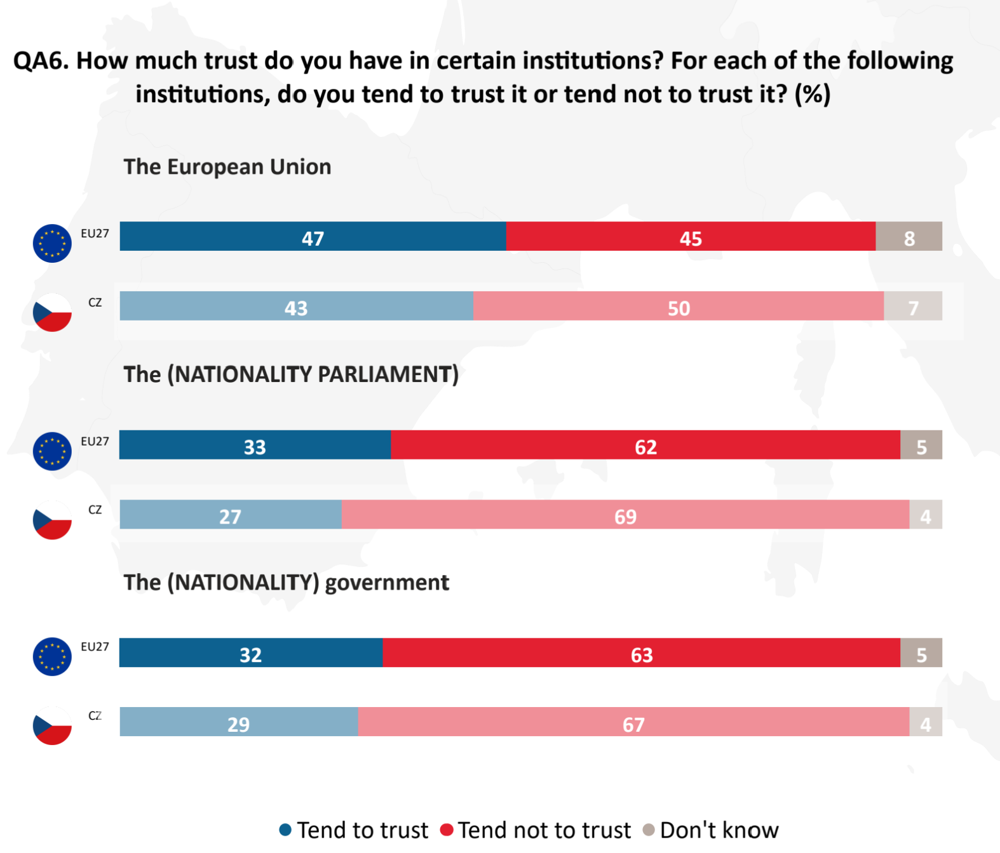 QA6. How much trust do you have in certain institutions? For each of the following
institutions, do you tend to trust it or tend not to trust it? (%)
The European Union
EU27 47 45 8
CZ 43 50 7
The (NATIONALITY PARLIAMENT)
EU27 33 62 5
CZ 27 69 4
The (NATIONALITY) government
EU27 32 63 5
CZ 29 67 4
Tend to trust Tend not to trust Don't know